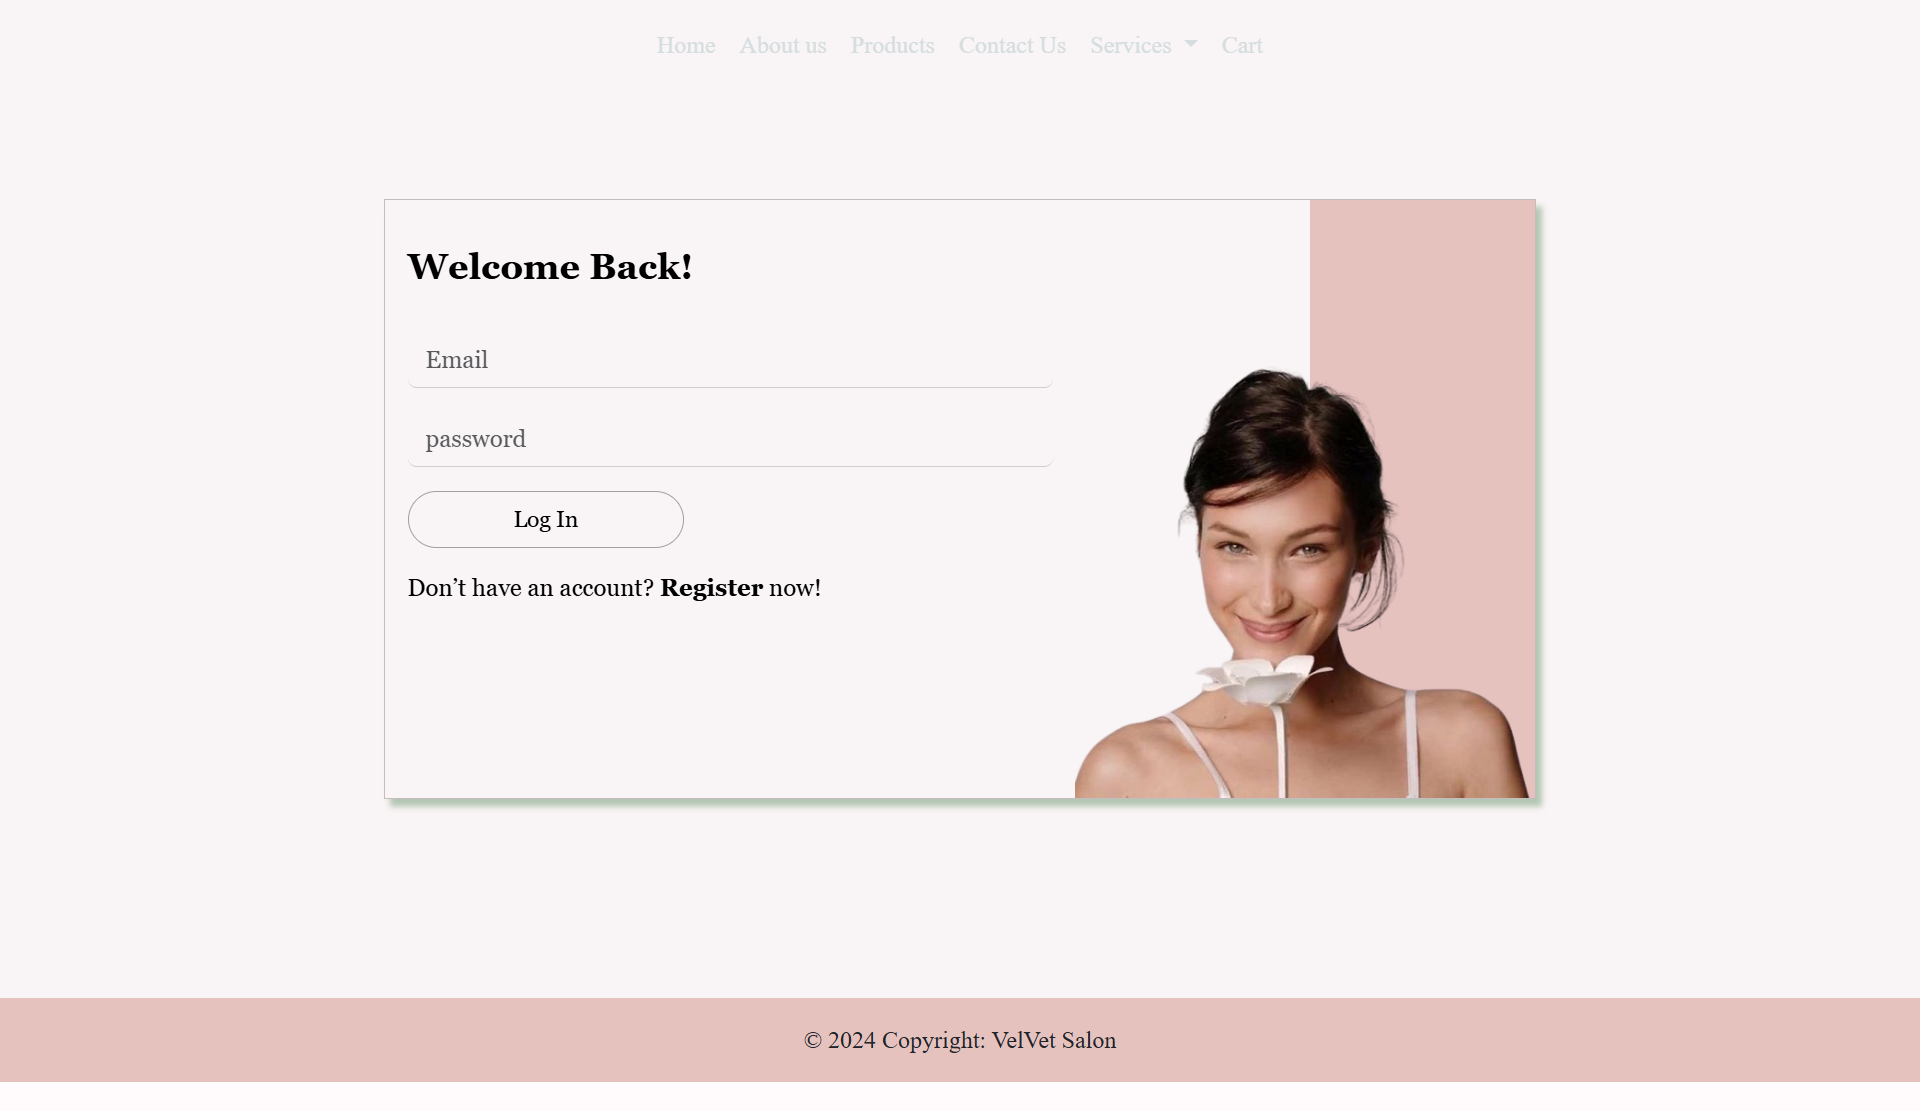 Home About us Products Contact Us Services Cart
Welcome Back!
Email
password
Log In
Don’t have an account? Register now!
© 2024 Copyright: VelVet Salon